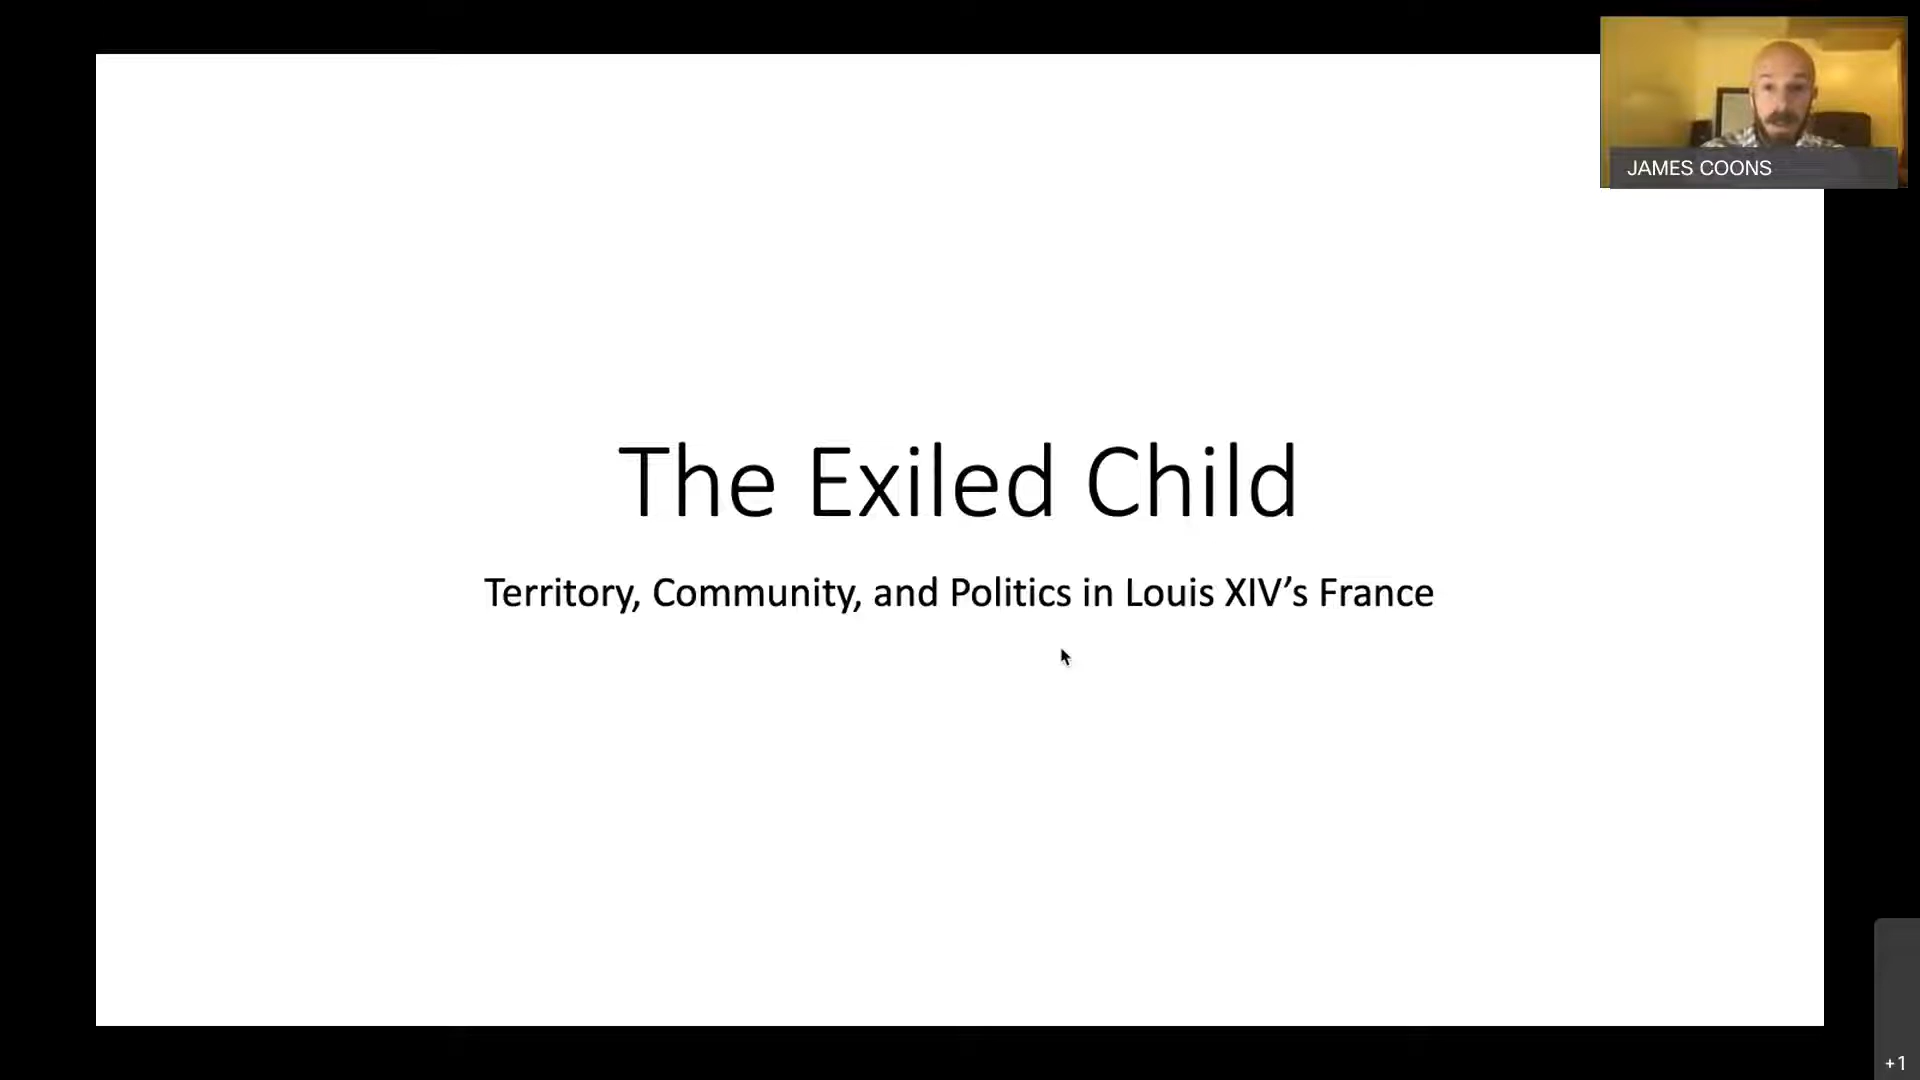 JAMES COONS
The Exiled Child
Territory, Community, and Politics in Louis XIV’s France
+1